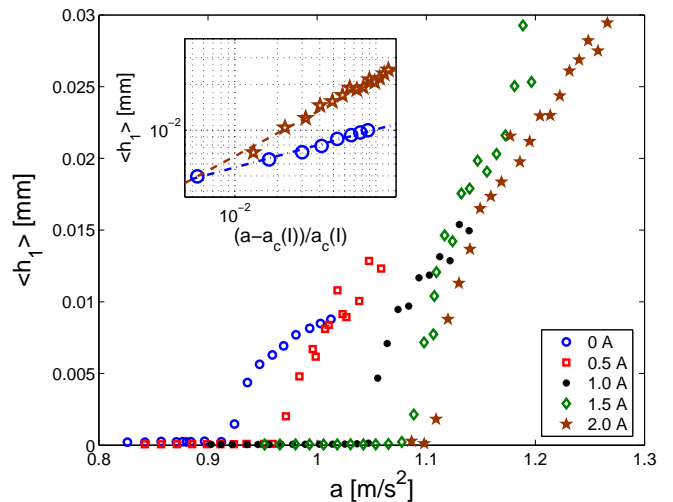 0.03
0.025
0.02
0.015
0.01
0.005
0
<h₁> [mm]
0.8
0.9
1
1.1
1.2
1.3
a [m/s²]
10⁻²
<h₁> [mm]
10⁻²
(a−a_c(I))/a_c(I)
0 A
0.5 A
1.0 A
1.5 A
2.0 A